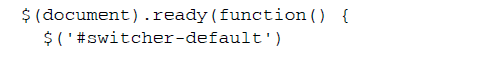 $(document).ready(function() {
$('#switcher-default')